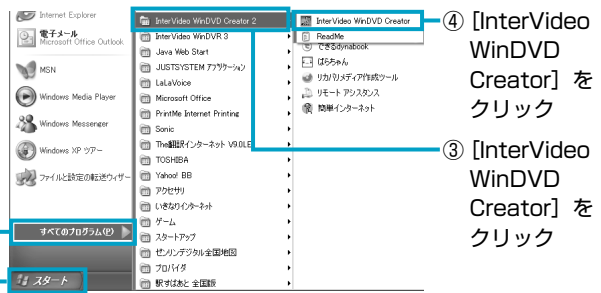 Internet Explorer
電子メール
Microsoft Office Outlook
MSN
Windows Media Player
Windows Messenger
Windows XP ツアー
ファイルと設定の転送ウィザー
すべてのプログラム(P)
スタート
InterVideo WinDVD Creator 2
InterVideo WinDVR 3
Java Web Start
JUSTSYSTEM アプリケーション
LaLaVoice
Microsoft Office
PrintMe Internet Printing
Sonic
The翻訳インターネット V9.0LE
TOSHIBA
Yahoo! BB
アクセサリ
いきなりインターネット
ゲーム
スタートアップ
ゼンリンデジタル全国地図
プロバイダ
駅すぱあと 全国版
InterVideo WinDVD Creator
ReadMe
できるdynabook
ぱらちゃん
リカバリメディア作成ツール
リモート アシスタンス
簡単インターネット
④ [InterVideo
WinDVD
Creator] を
クリック
③ [InterVideo
WinDVD
Creator] を
クリック